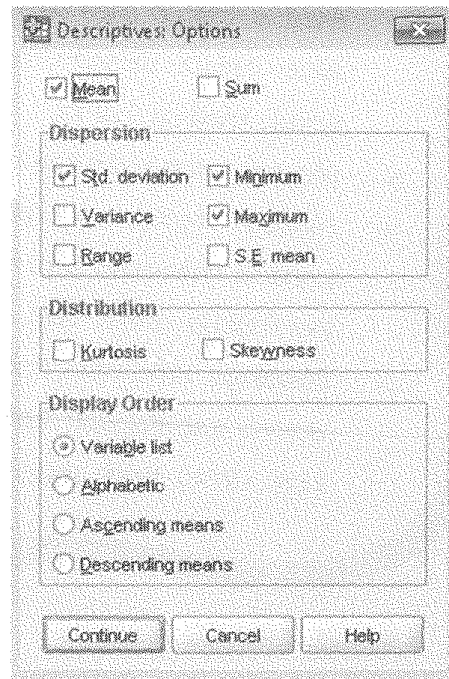 Descriptives: Options
Mean Sum
Dispersion
Std. deviation Minimum
Variance Maximum
Range S.E. mean
Distribution
Kurtosis Skewness
Display Order
Variable list
Alphabetic
Ascending means
Descending means
Continue Cancel Help